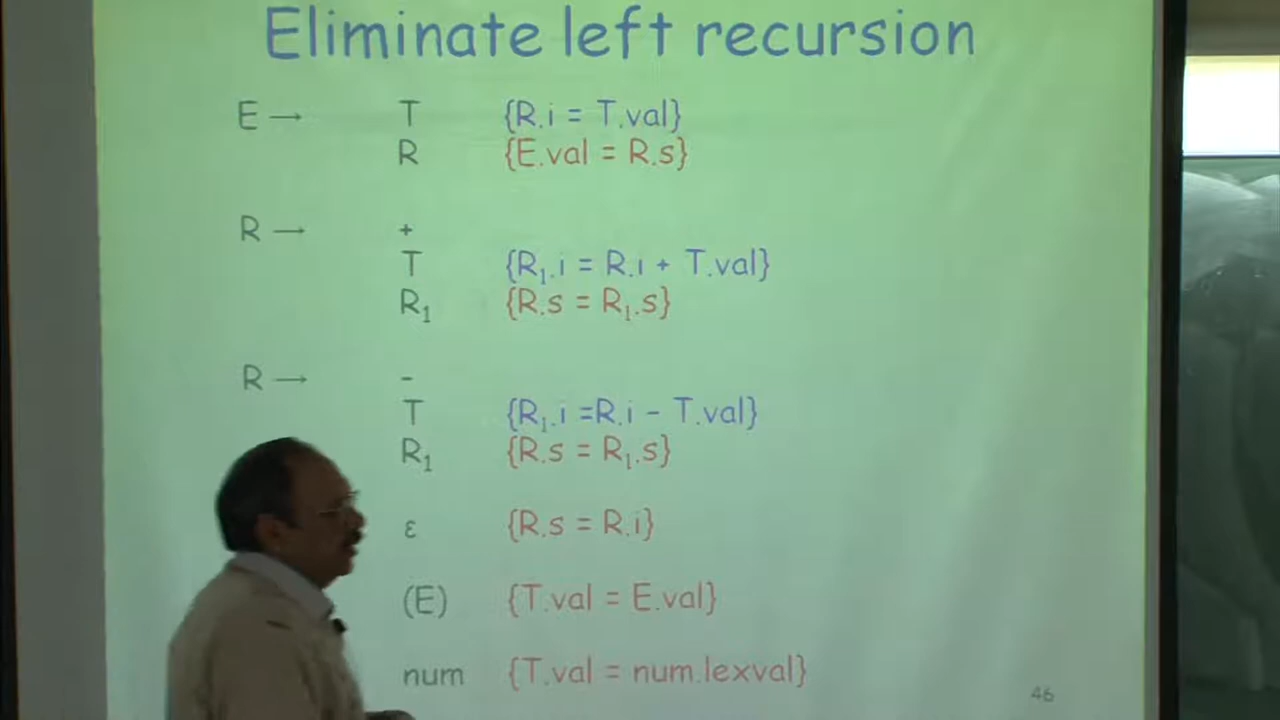 Eliminate left recursion
E → T {R.i = T.val}
R {E.val = R.s}
R → +
T {R₁.i = R.i + T.val}
R₁ {R.s = R₁.s}
R → -
T {R₁.i =R.i - T.val}
R₁ {R.s = R₁.s}
ε {R.s = R.i}
(E) {T.val = E.val}
num {T.val = num.lexval}
46